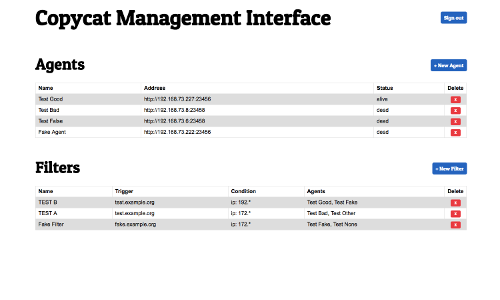 Copycat Management Interface
Sign out
Agents
+ New Agent
Name Address Status Delete
Test Good http://192.168.73.227:23456 alive x
Test Bad http://192.168.73.8:23458 dead x
Test False http://192.168.73.6:23458 dead x
Fake Agent http://192.168.73.222:23456 dead x
Filters
+ New Filter
Name Trigger Condition Agents Delete
TEST B test.example.org ip: 192.* Test Good, Test Fake x
TEST A test.example.org ip: 172.* Test Bad, Test Other x
Fake Filter fake.example.org ip: 172.* Test Fake, Test None x